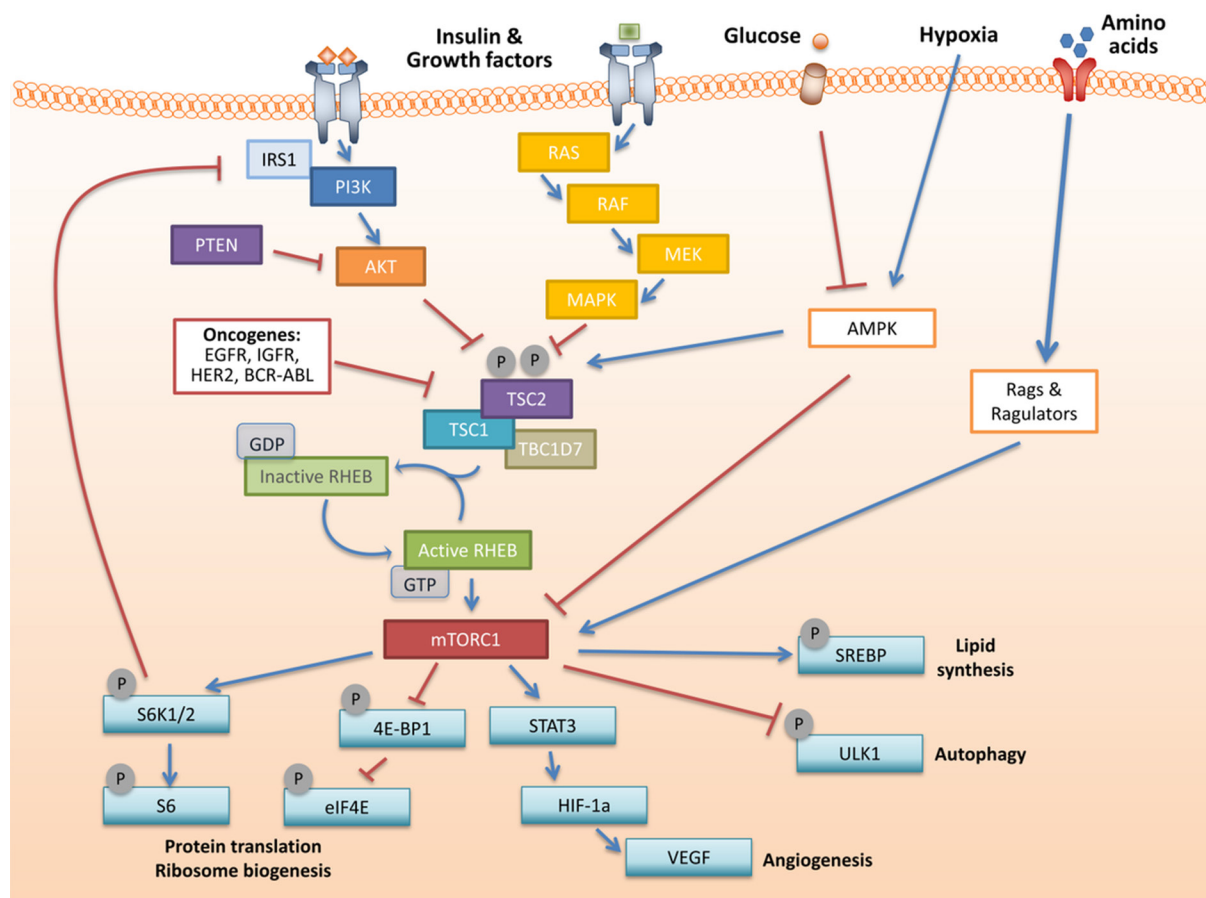 Insulin &
Growth factors
Glucose
Hypoxia
Amino
acids
IRS1
PI3K
RAS
RAF
MEK
MAPK
PTEN
AKT
Oncogenes:
EGFR, IGFR,
HER2, BCR-ABL
AMPK
P
P
TSC2
TSC1
TBC1D7
Rags &
Ragulators
GDP
Inactive RHEB
Active RHEB
GTP
mTORC1
P
SREBP
Lipid
synthesis
P
S6K1/2
P
4E-BP1
STAT3
P
ULK1
Autophagy
P
S6
P
eIF4E
HIF-1a
Protein translation
Ribosome biogenesis
VEGF
Angiogenesis